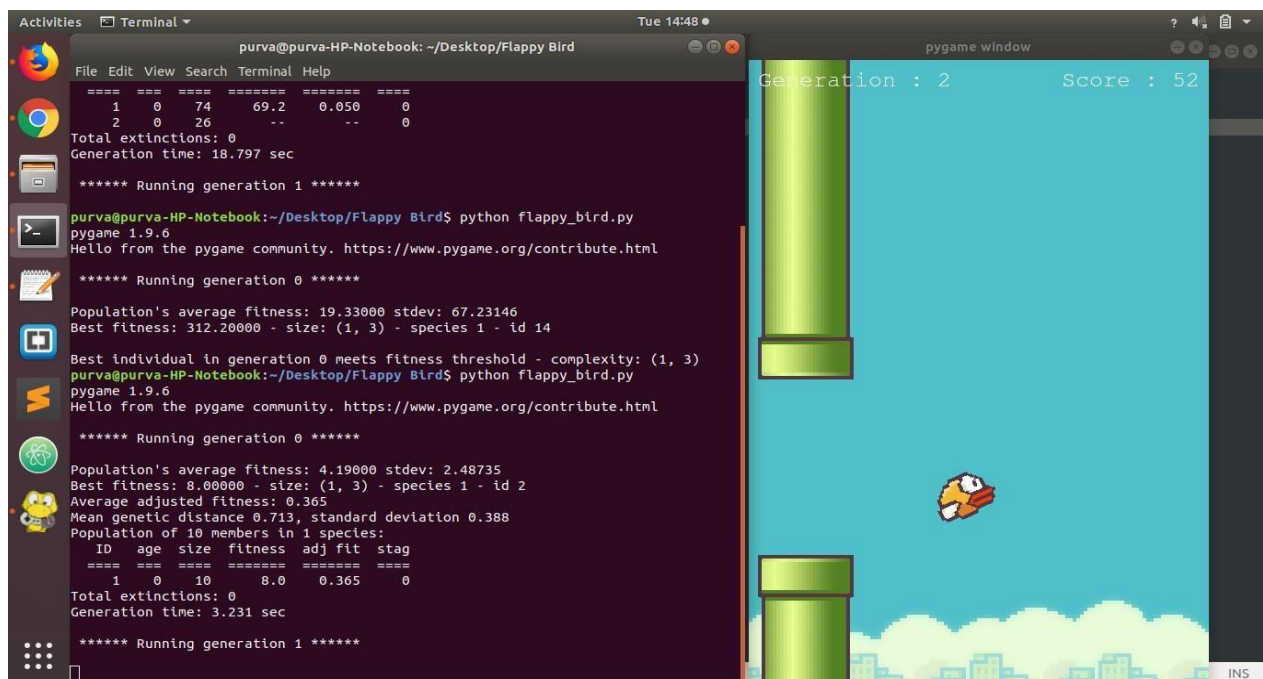 Activities Terminal Tue 14:48 ?
purva@purva-HP-Notebook: ~/Desktop/Flappy Bird
File Edit View Search Terminal Help
==== === ==== ======= ======= ====
1 0 74 69.2 0.050 0
2 0 26 -- -- 0
Total extinctions: 0
Generation time: 18.797 sec
****** Running generation 1 ******
purva@purva-HP-Notebook:~/Desktop/Flappy Bird$ python flappy_bird.py
pygame 1.9.6
Hello from the pygame community. https://www.pygame.org/contribute.html
****** Running generation 0 ******
Population's average fitness: 19.33000 stdev: 67.23146
Best fitness: 312.20000 - size: (1, 3) - species 1 - id 14
Best individual in generation 0 meets fitness threshold - complexity: (1, 3)
purva@purva-HP-Notebook:~/Desktop/Flappy Bird$ python flappy_bird.py
pygame 1.9.6
Hello from the pygame community. https://www.pygame.org/contribute.html
****** Running generation 0 ******
Population's average fitness: 4.19000 stdev: 2.48735
Best fitness: 8.00000 - size: (1, 3) - species 1 - id 2
Average adjusted fitness: 0.365
Mean genetic distance 0.713, standard deviation 0.388
Population of 10 members in 1 species:
ID age size fitness adj fit stag
==== === ==== ======= ======= ====
1 0 10 8.0 0.365 0
Total extinctions: 0
Generation time: 3.231 sec
****** Running generation 1 ******
pygame window
Generation : 2 Score : 52
INS